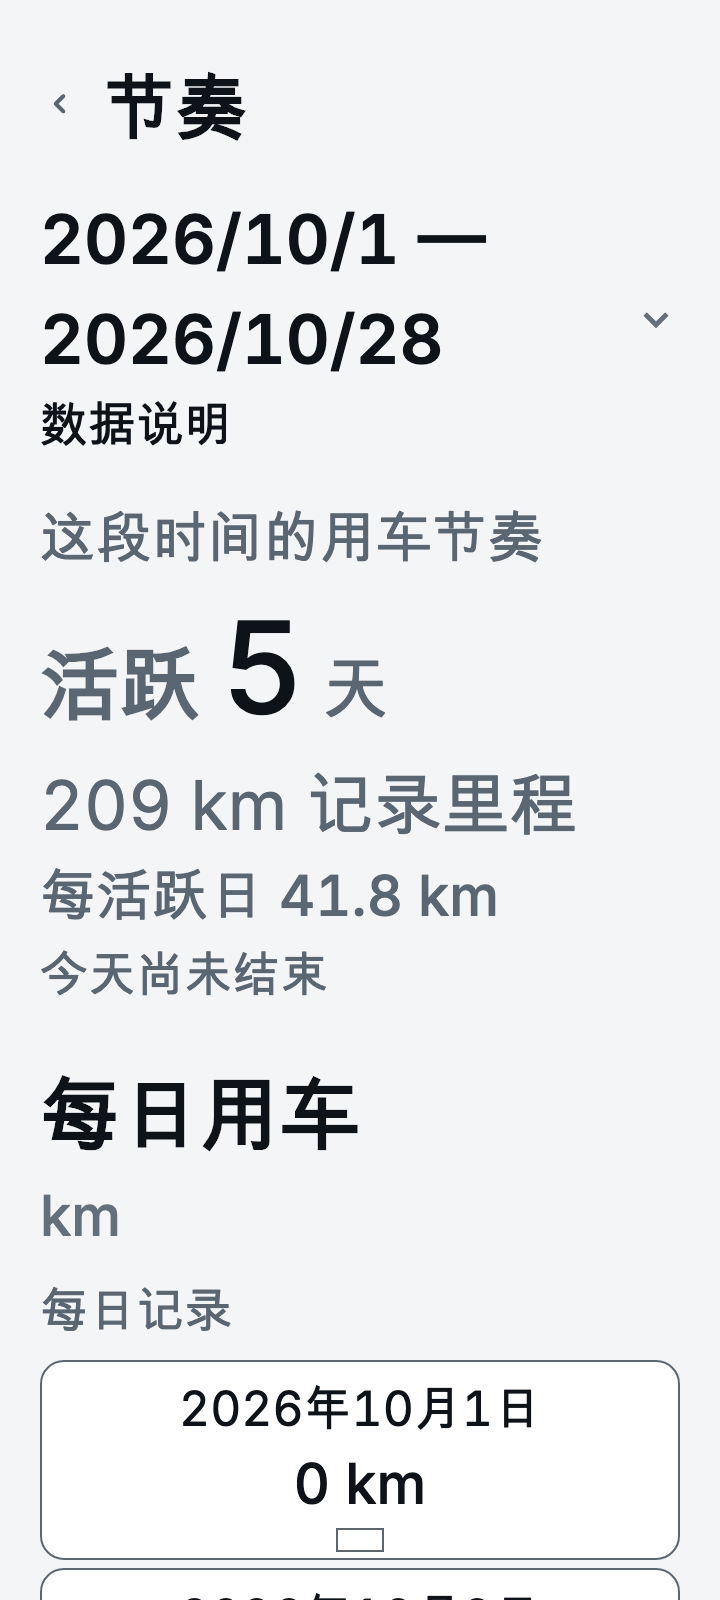 节奏
2026/10/1 —
2026/10/28
数据说明
这段时间的用车节奏
活跃 5 天
209 km 记录里程
每活跃日 41.8 km
今天尚未结束
每日用车
km
每日记录
2026年10月1日
0 km